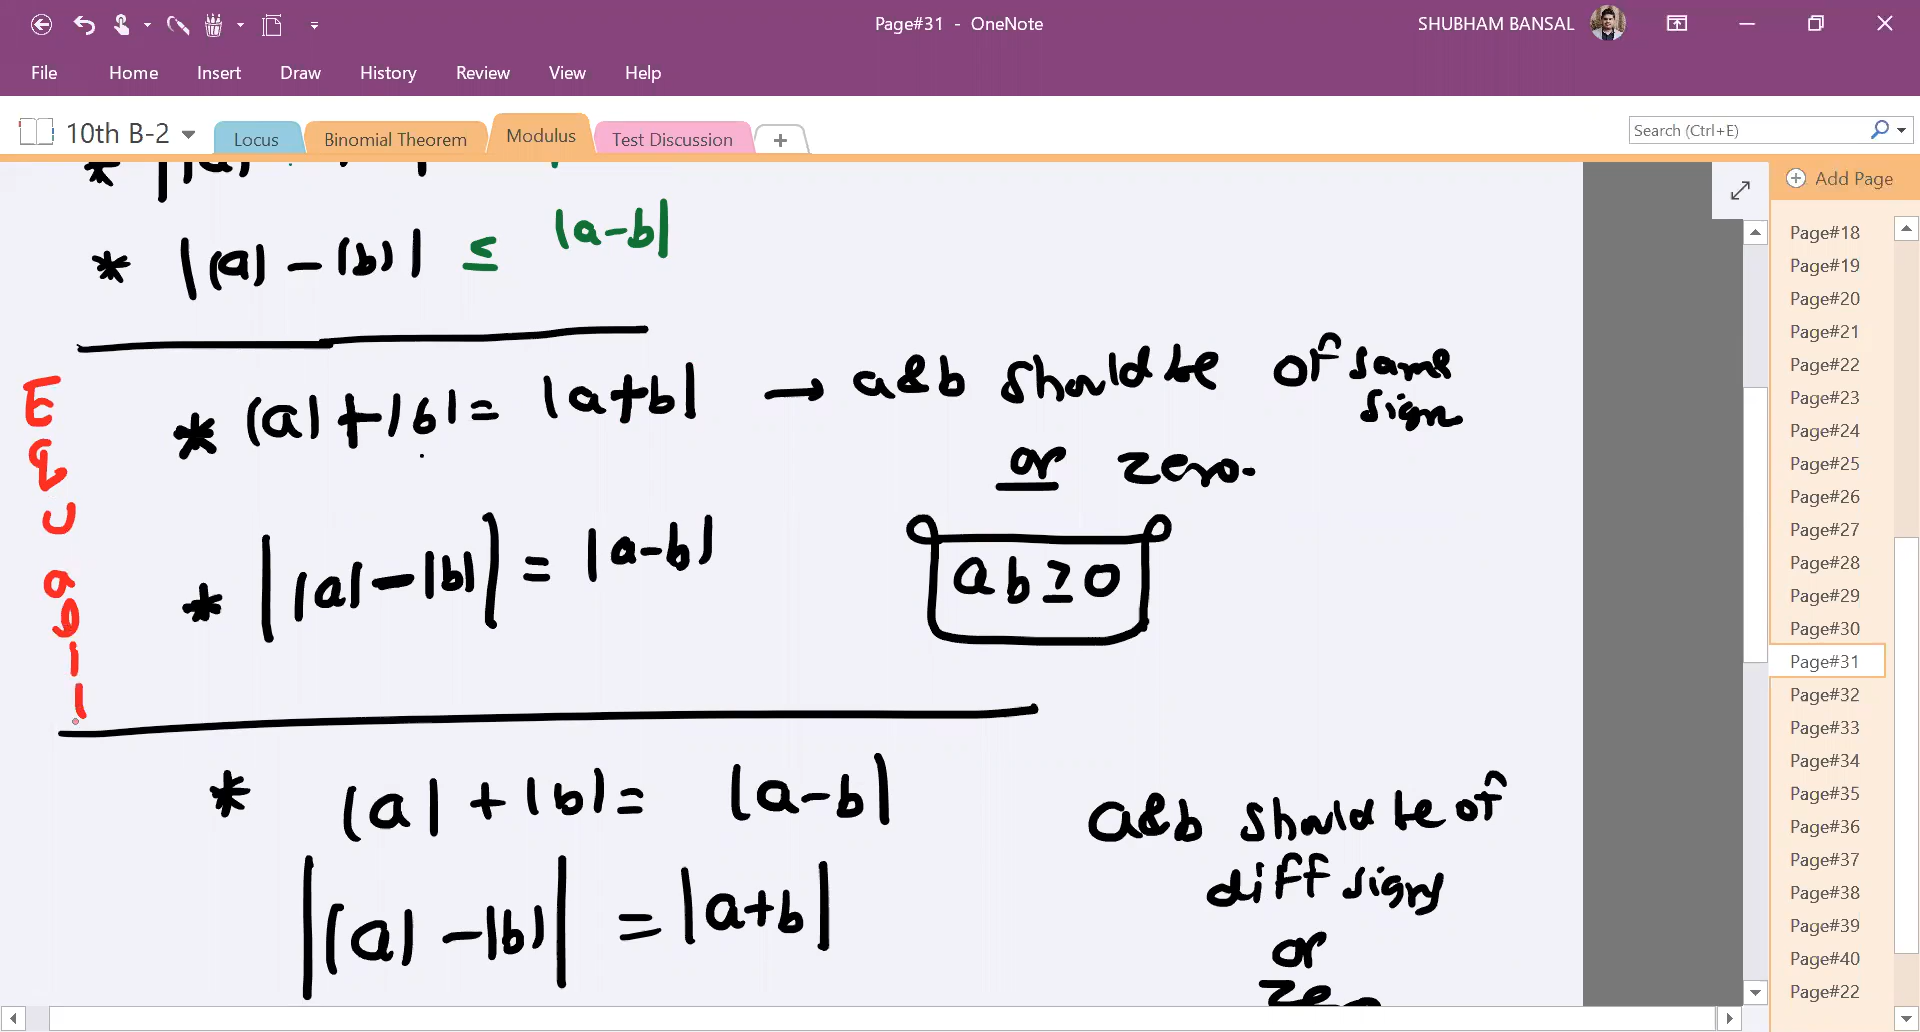 Page#31 - OneNote
SHUBHAM BANSAL
File Home Insert Draw History Review View Help
10th B-2
Locus
Binomial Theorem
Modulus
Test Discussion
Search (Ctrl+E)
Add Page
* ||a| - |b|| ≤ |a-b|
Equal
* |a| + |b| = |a+b| → a&b should be of same
sign
or zero.
* ||a| - |b|| = |a-b|
ab ≥ 0
* |a| + |b| = |a-b|
a&b should be of
diff sign
||a| - |b|| = |a+b|
or
Page#18
Page#19
Page#20
Page#21
Page#22
Page#23
Page#24
Page#25
Page#26
Page#27
Page#28
Page#29
Page#30
Page#31
Page#32
Page#33
Page#34
Page#35
Page#36
Page#37
Page#38
Page#39
Page#40
Page#22